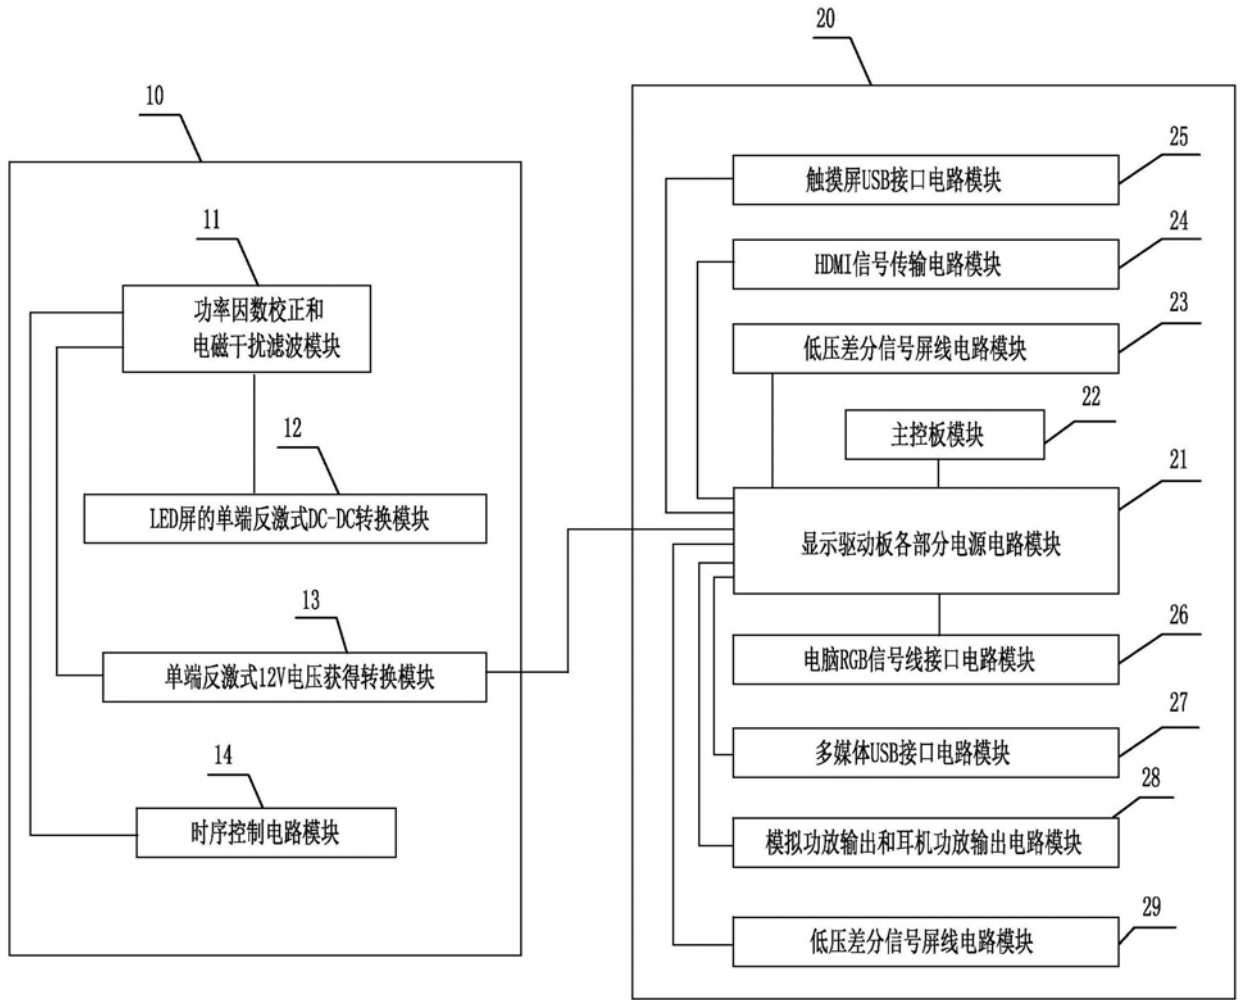 10
11
功率因数校正和
电磁干扰滤波模块
12
LED屏的单端反激式DC-DC转换模块
13
单端反激式12V电压获得转换模块
14
时序控制电路模块
20
25
触摸屏USB接口电路模块
24
HDMI信号传输电路模块
23
低压差分信号屏线电路模块
22
主控板模块
21
显示驱动板各部分电源电路模块
26
电脑RGB信号线接口电路模块
27
多媒体USB接口电路模块
28
模拟功放输出和耳机功放输出电路模块
29
低压差分信号屏线电路模块